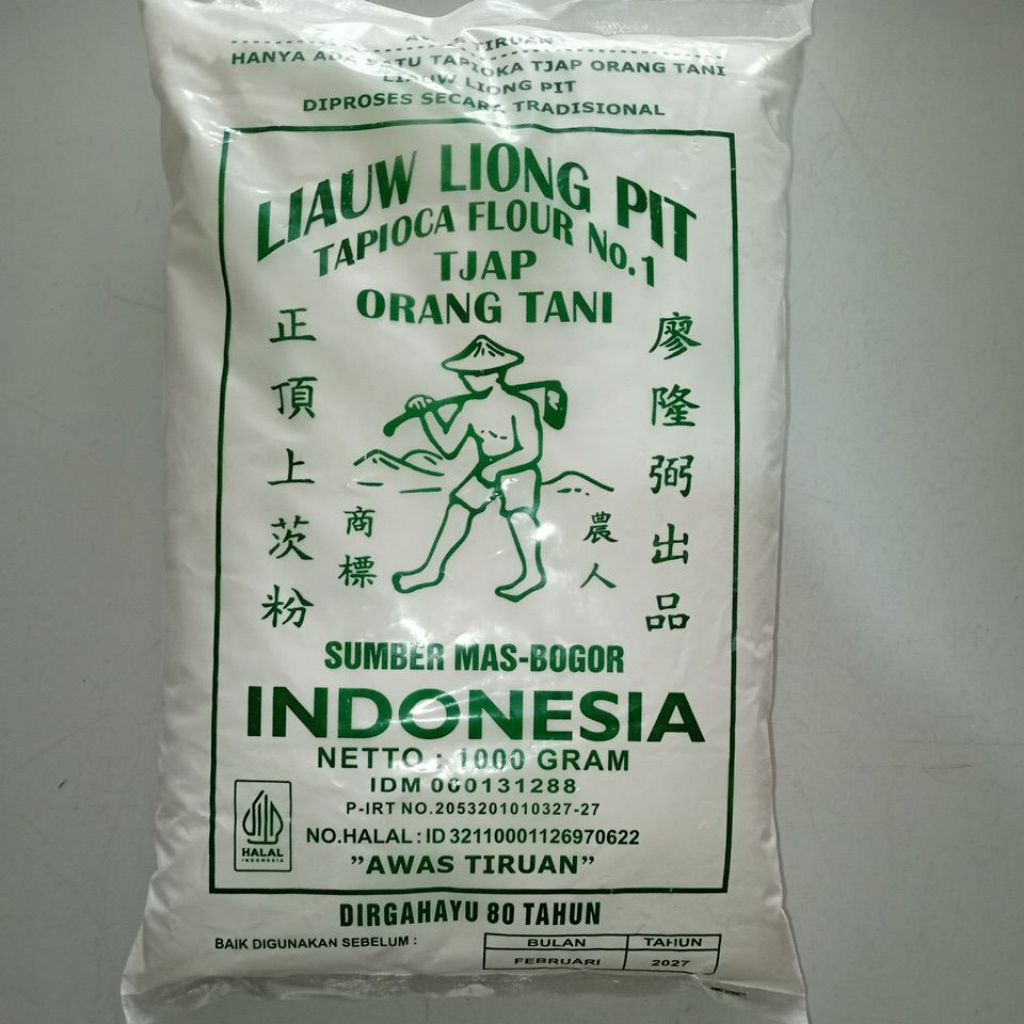 TIRUAN
HANYA ADA SATU TAPIOKA TJAP ORANG TANI
LIAUW LIONG PIT
DIPROSES SECARA TRADISIONAL
LIAUW LIONG PIT
TAPIOCA FLOUR No.1
TJAP
ORANG TANI
正頂上茨粉
廖隆弼出品
商標
農人
SUMBER MAS-BOGOR
INDONESIA
NETTO : 1000 GRAM
IDM 000131288
P-IRT NO.2053201010327-27
NO.HALAL : ID 32110001126970622
HALAL
INDONESIA
"AWAS TIRUAN"
DIRGAHAYU 80 TAHUN
BAIK DIGUNAKAN SEBELUM :
BULAN TAHUN
FEBRUARI 2027